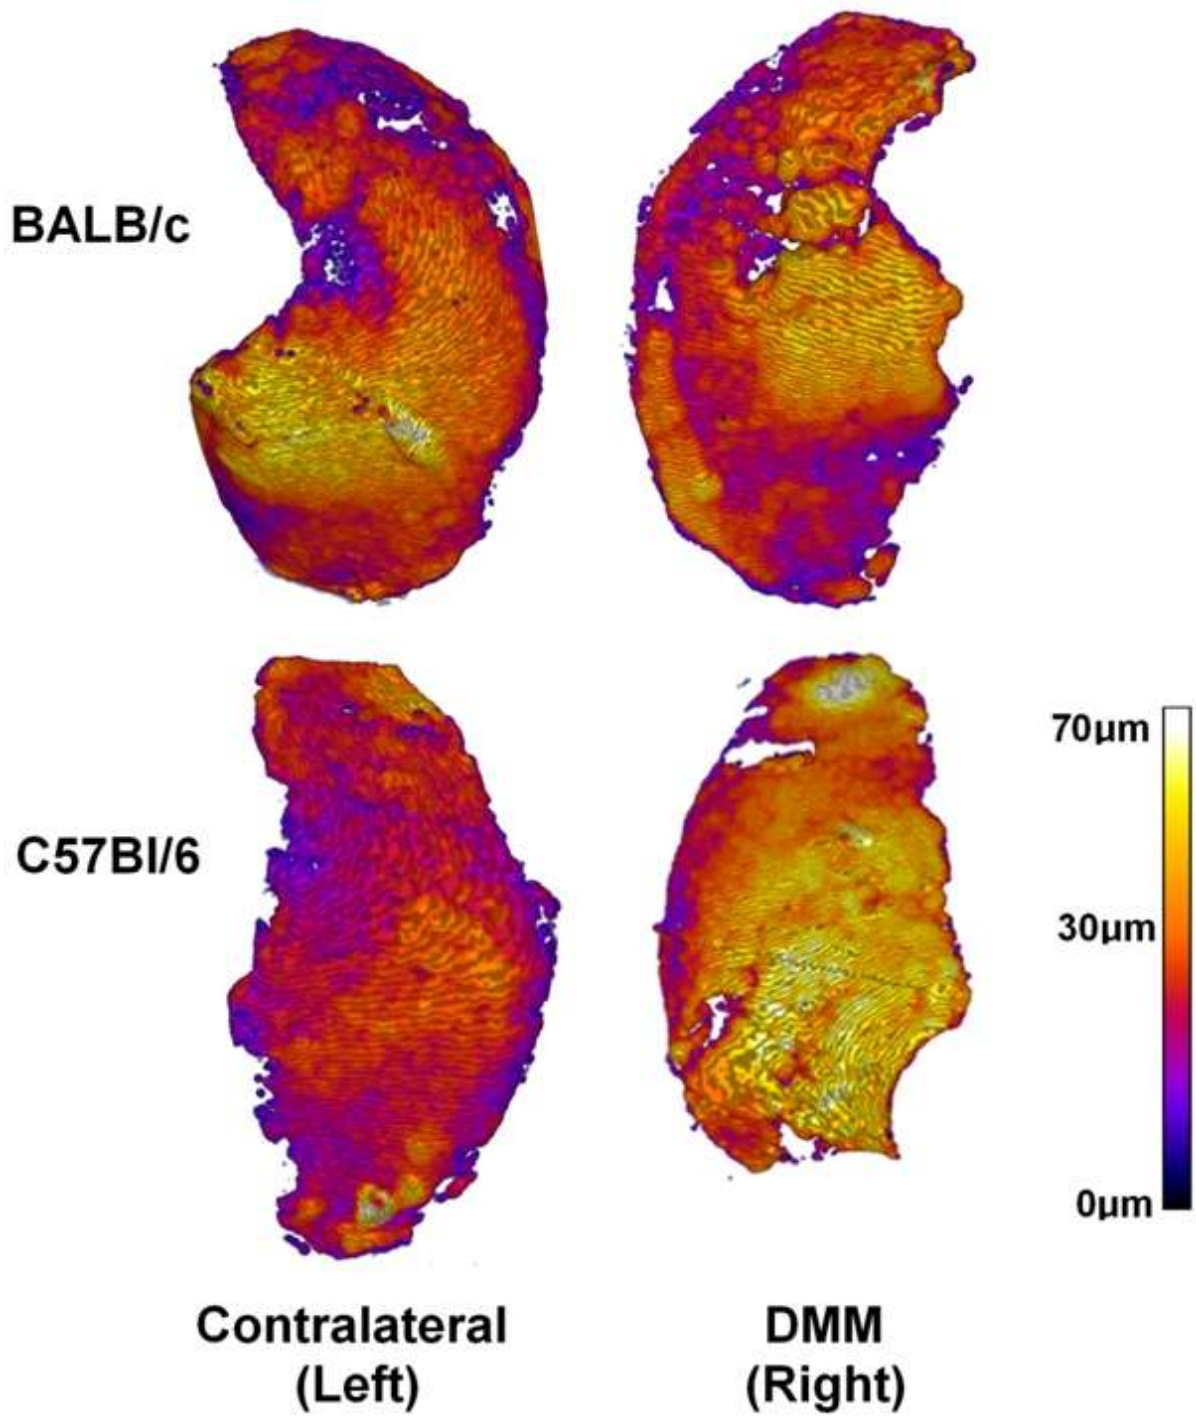 BALB/c
C57Bl/6
70µm
30µm
0µm
Contralateral
(Left)
DMM
(Right)